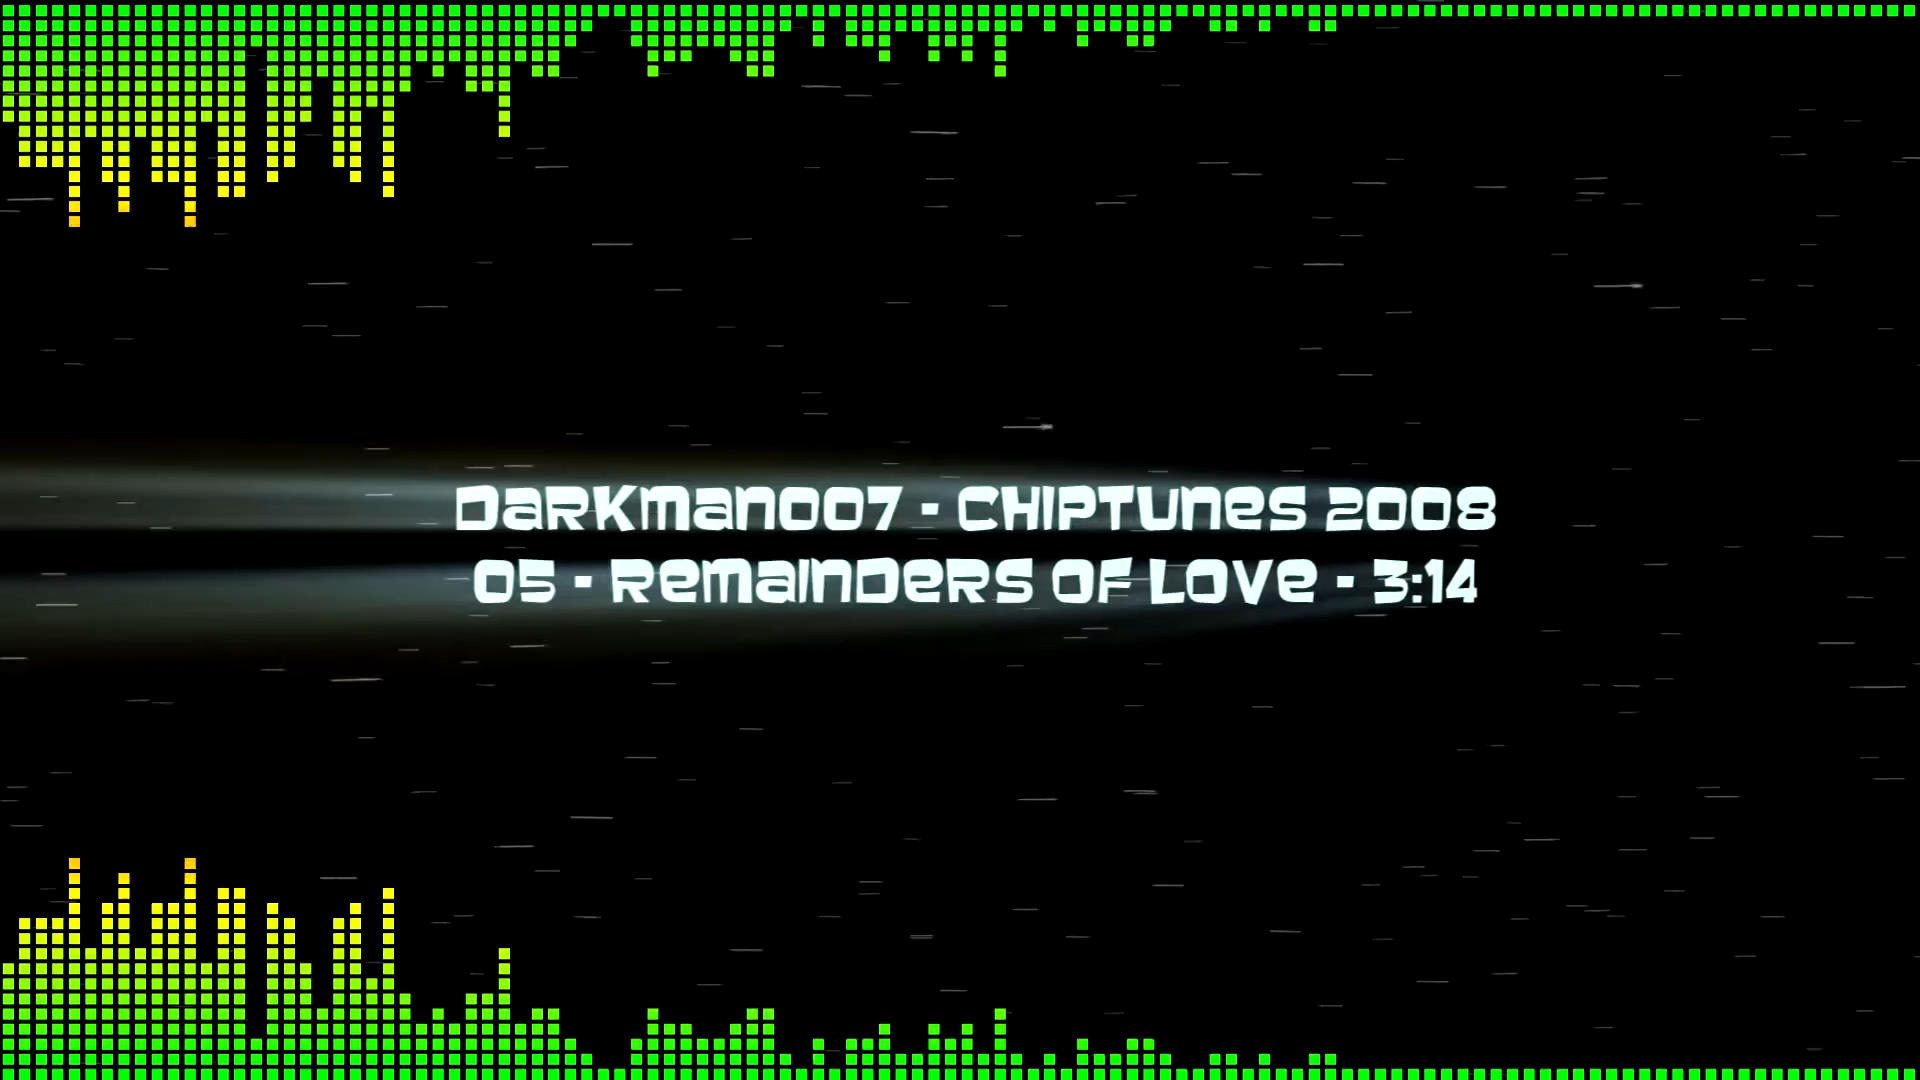 Darkman007 - Chiptunes 2008
05 - Remainders of Love - 3:14